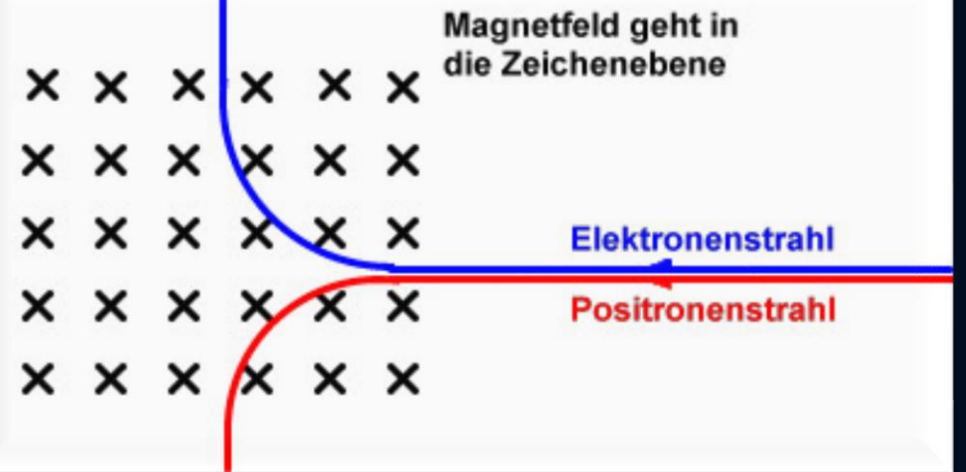 Magnetfeld geht in
die Zeichenebene
Elektronenstrahl
Positronenstrahl